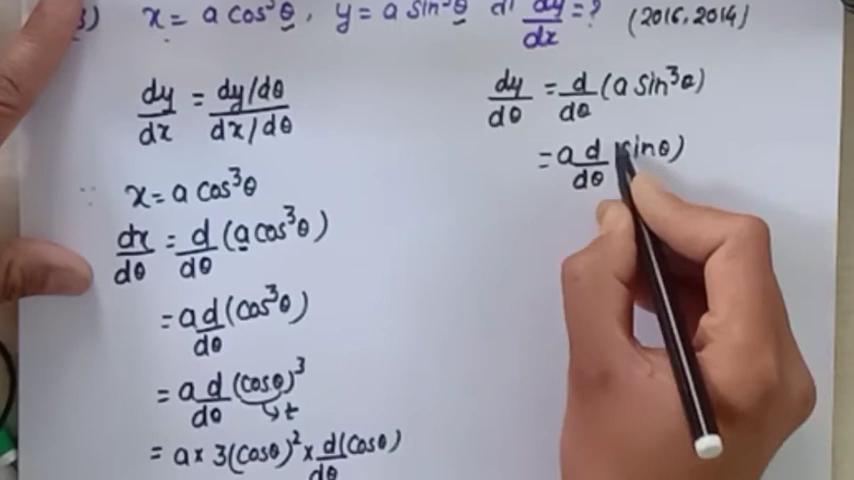 3) x = a cos³θ, y = a sin³θ dy/dx = ? (2016, 2014)
dy/dx = dy/dθ / dx/dθ
∵ x = a cos³θ
dx/dθ = d/dθ (a cos³θ)
= a d/dθ (cos³θ)
= a d/dθ (cosθ)³
→ t
= a × 3(cosθ)² × d(cosθ)/dθ
dy/dθ = d/dθ (a sin³θ)
= a d/dθ sinθ)